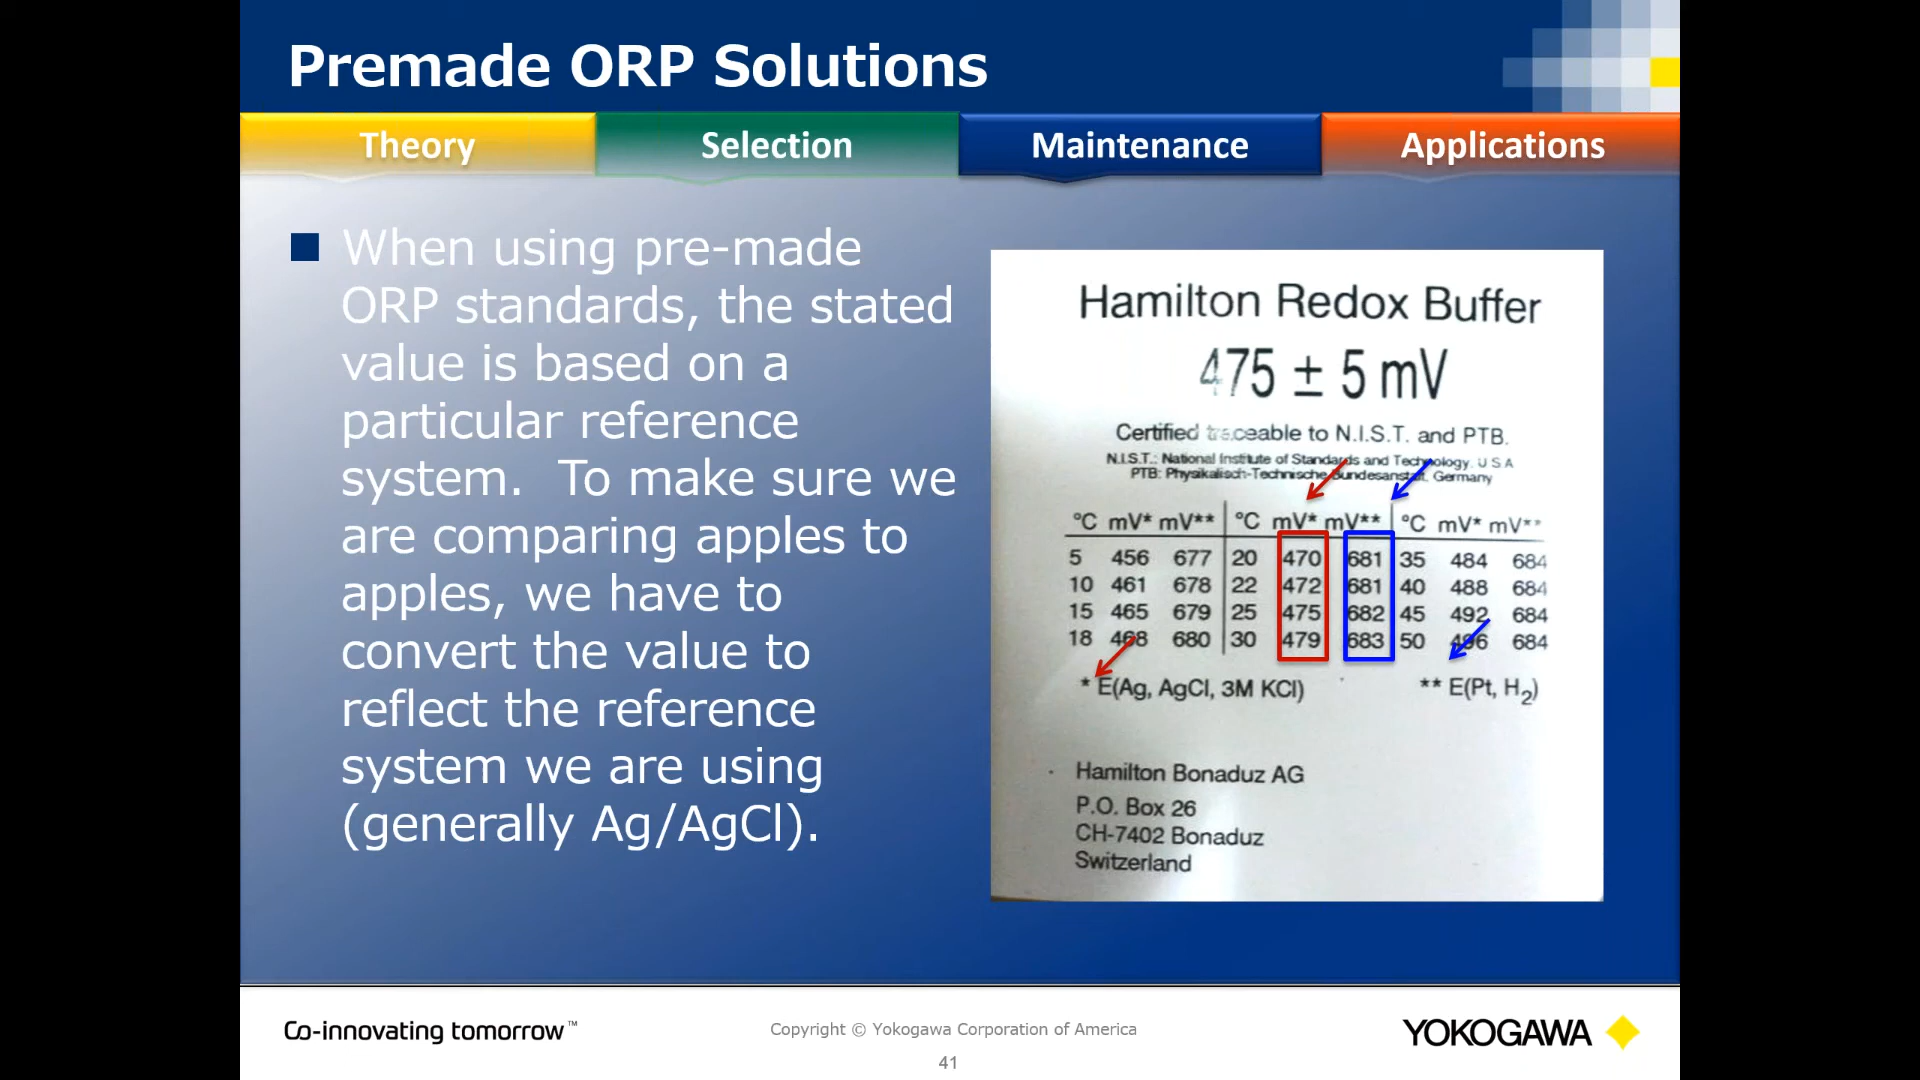 Premade ORP Solutions
Theory
Selection
Maintenance
Applications
When using pre-made
ORP standards, the stated
value is based on a
particular reference
system.  To make sure we
are comparing apples to
apples, we have to
convert the value to
reflect the reference
system we are using
(generally Ag/AgCl).
Hamilton Redox Buffer
475 ± 5 mV
Certified traceable to N.I.S.T. and PTB.
N.I.S.T.: National Institute of Standards and Technology, U S A
PTB: Physikalisch-Technische Bundesanstalt, Germany
°C mV* mV** °C mV* mV** °C mV* mV**
5 456 677 20 470 681 35 484 684
10 461 678 22 472 681 40 488 684
15 465 679 25 475 682 45 492 684
18 468 680 30 479 683 50 496 684
* E(Ag, AgCl, 3M KCl) ** E(Pt, H₂)
Hamilton Bonaduz AG
P.O. Box 26
CH-7402 Bonaduz
Switzerland
Co-innovating tomorrow™
Copyright © Yokogawa Corporation of America
YOKOGAWA
41